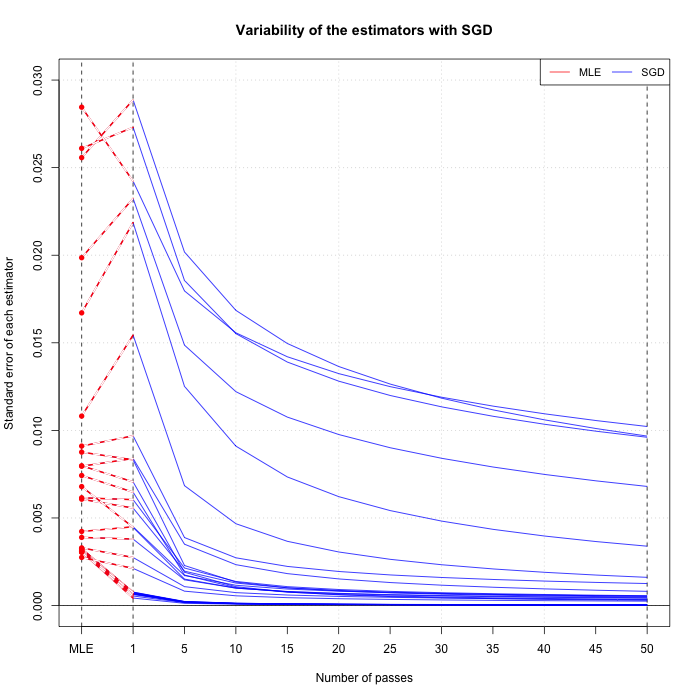 Variability of the estimators with SGD
MLE SGD
Standard error of each estimator
0.030
0.025
0.020
0.015
0.010
0.005
0.000
MLE 1 5 10 15 20 25 30 35 40 45 50
Number of passes